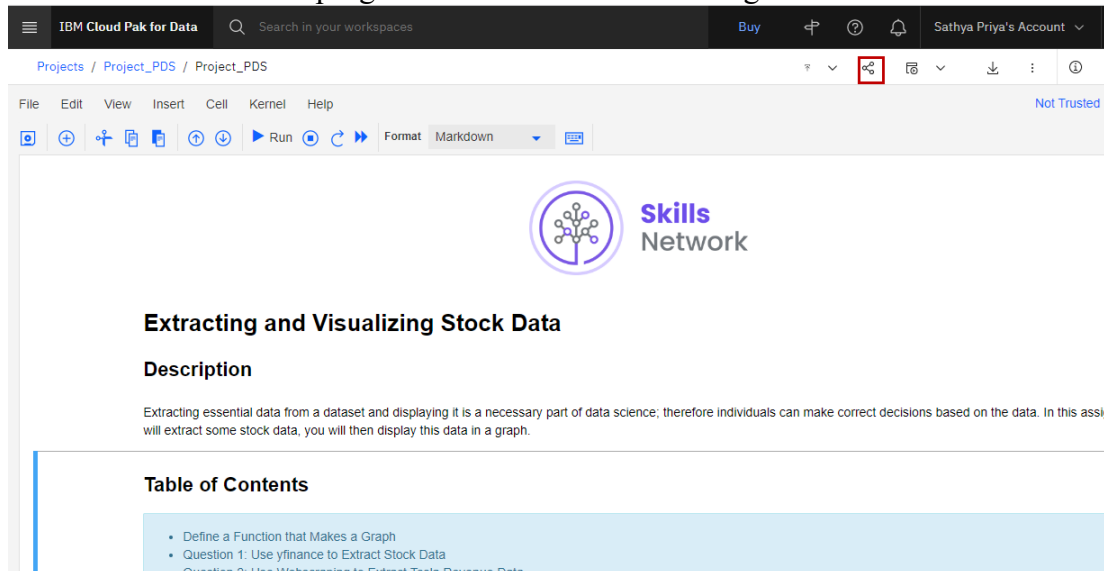 IBM Cloud Pak for Data Search in your workspaces Buy Sathya Priya's Account
Projects / Project_PDS / Project_PDS
File Edit View Insert Cell Kernel Help Not Trusted
Run Format Markdown
Skills
Network
Extracting and Visualizing Stock Data
Description
Extracting essential data from a dataset and displaying it is a necessary part of data science; therefore individuals can make correct decisions based on the data. In this assi
will extract some stock data, you will then display this data in a graph.
Table of Contents
• Define a Function that Makes a Graph
• Question 1: Use yfinance to Extract Stock Data